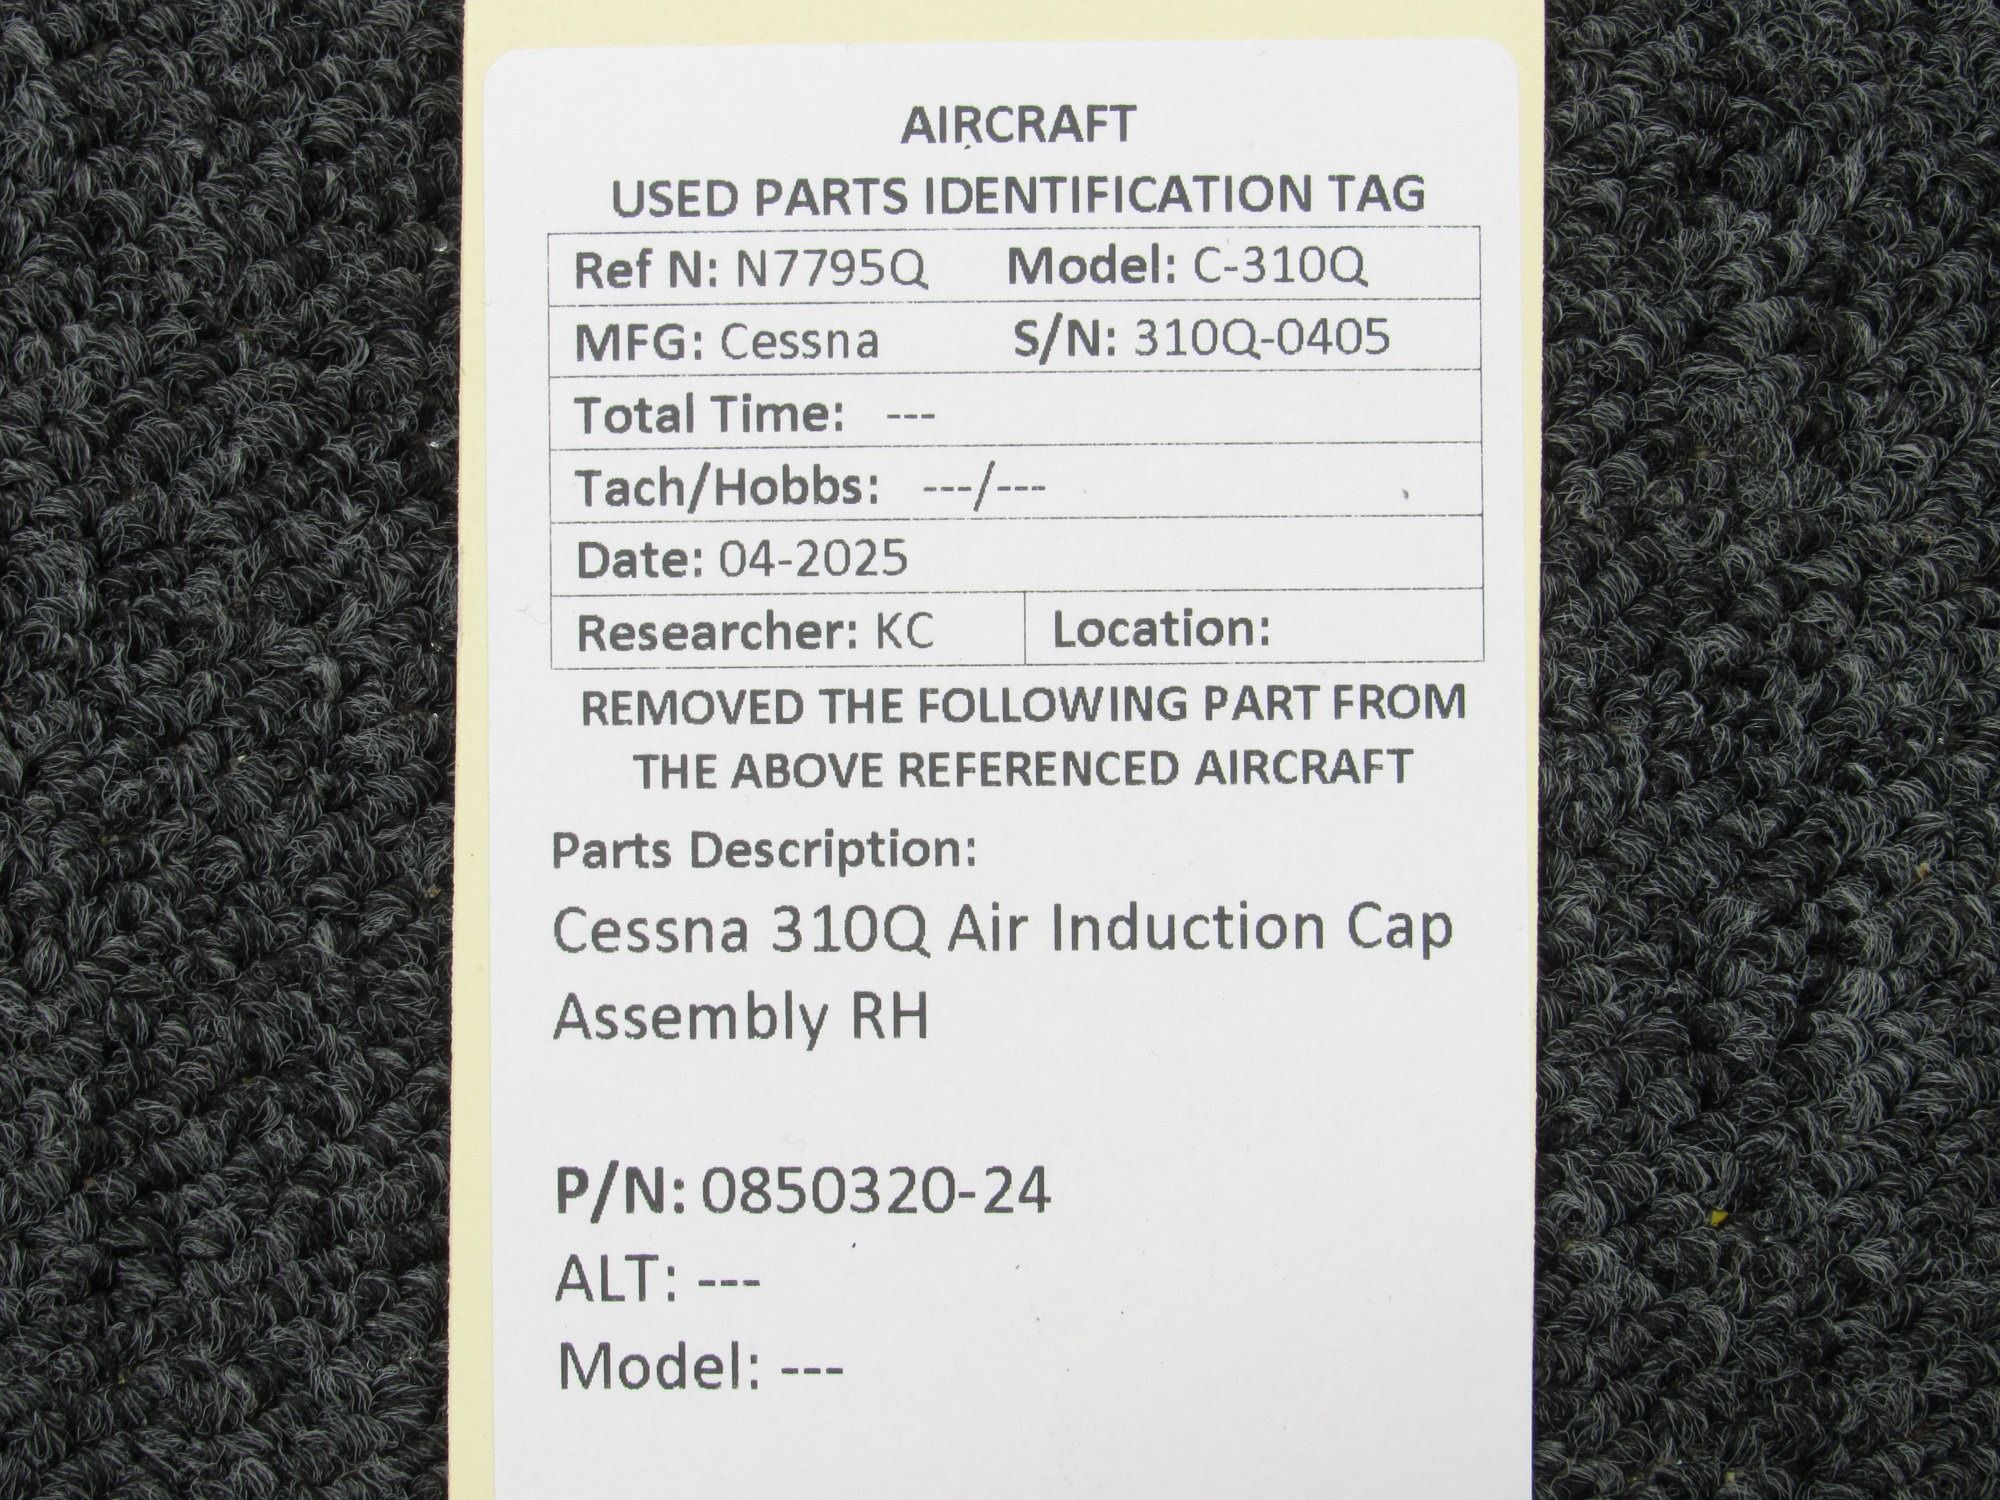 AIRCRAFT
USED PARTS IDENTIFICATION TAG
Ref N: N7795Q Model: C-310Q
MFG: Cessna S/N: 310Q-0405
Total Time: ---
Tach/Hobbs: ---/---
Date: 04-2025
Researcher: KC Location:
REMOVED THE FOLLOWING PART FROM
THE ABOVE REFERENCED AIRCRAFT
Parts Description:
Cessna 310Q Air Induction Cap
Assembly RH
P/N: 0850320-24
ALT: ---
Model: ---